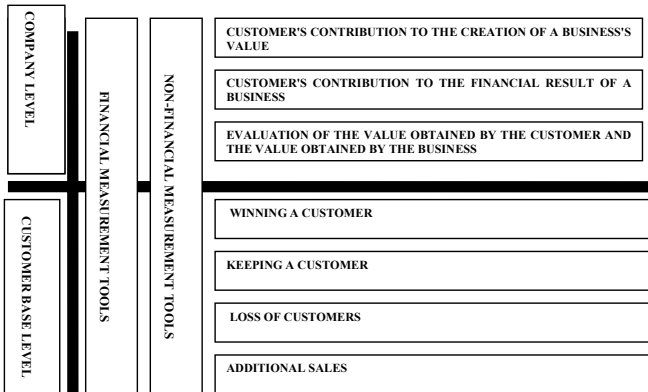 COMPANY LEVEL
FINANCIAL MEASUREMENT TOOLS
NON-FINANCIAL MEASUREMENT TOOLS
CUSTOMER'S CONTRIBUTION TO THE CREATION OF A BUSINESS'S
VALUE
CUSTOMER'S CONTRIBUTION TO THE FINANCIAL RESULT OF A
BUSINESS
EVALUATION OF THE VALUE OBTAINED BY THE CUSTOMER AND
THE VALUE OBTAINED BY THE BUSINESS
CUSTOMER BASE LEVEL
WINNING A CUSTOMER
KEEPING A CUSTOMER
LOSS OF CUSTOMERS
ADDITIONAL SALES